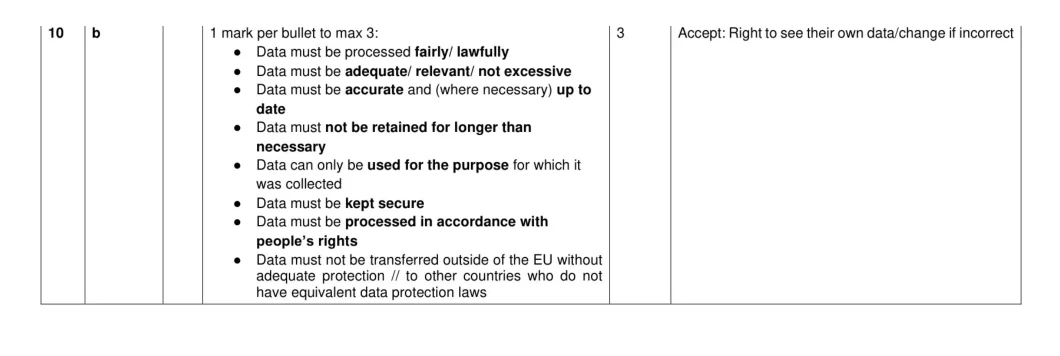 10 b 1 mark per bullet to max 3: 3 Accept: Right to see their own data/change if incorrect
● Data must be processed fairly/ lawfully
● Data must be adequate/ relevant/ not excessive
● Data must be accurate and (where necessary) up to
date
● Data must not be retained for longer than
necessary
● Data can only be used for the purpose for which it
was collected
● Data must be kept secure
● Data must be processed in accordance with
people's rights
● Data must not be transferred outside of the EU without
adequate protection // to other countries who do not
have equivalent data protection laws